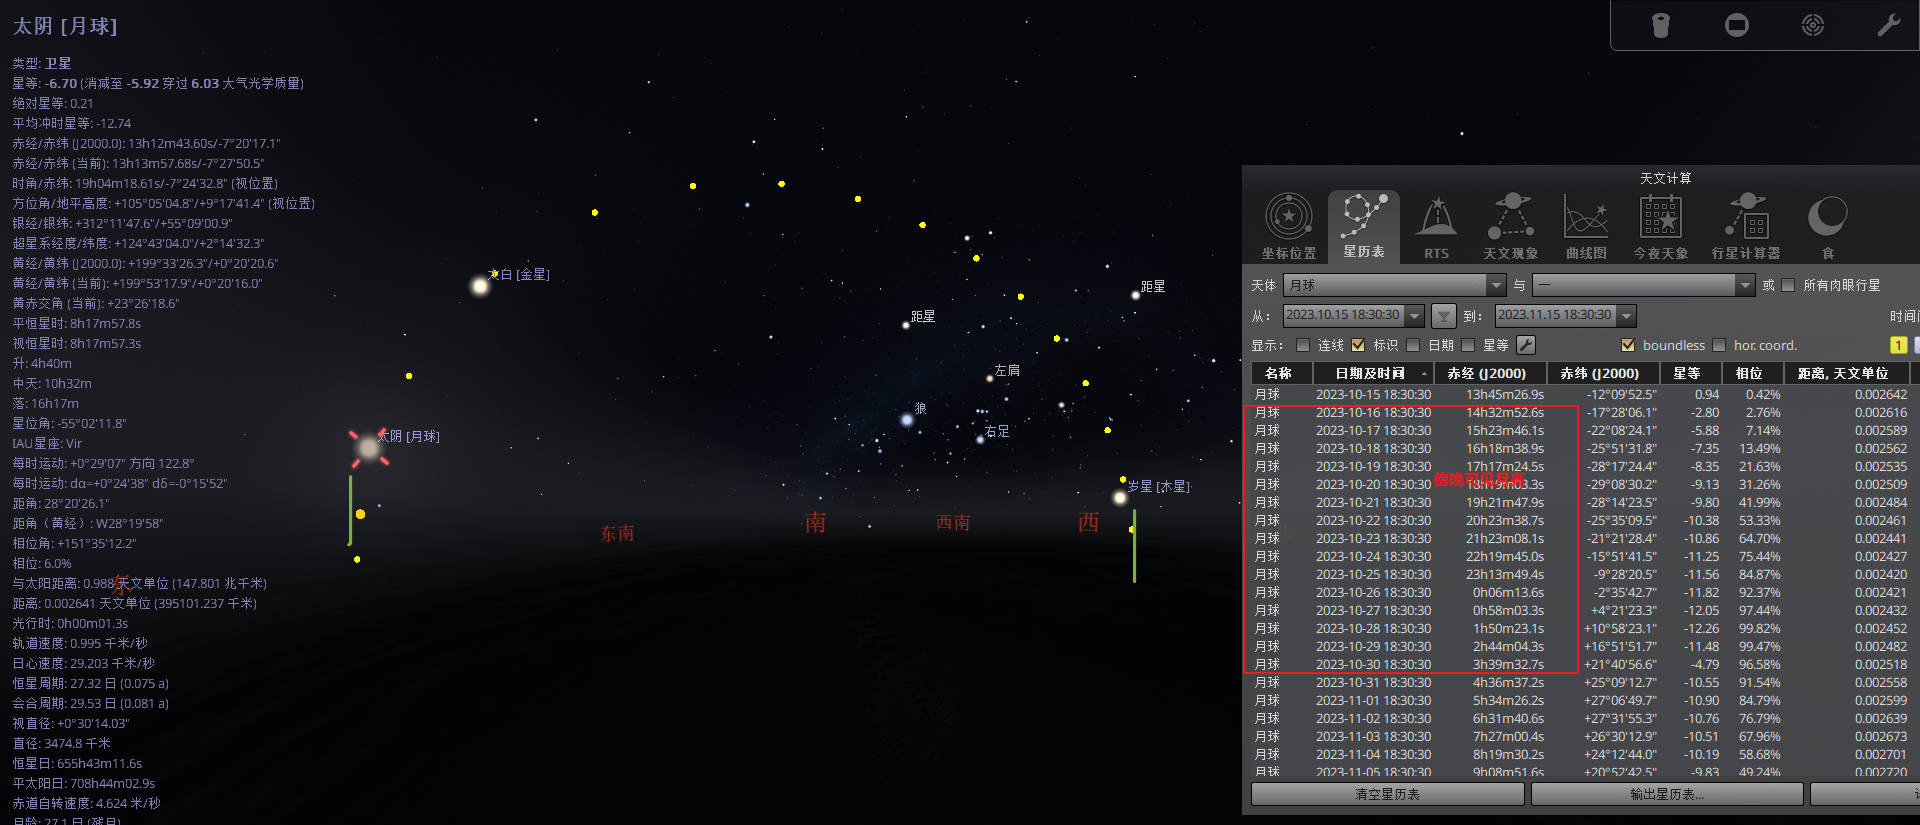 太阴 [月球]
类型: 卫星
星等: -6.70 (消减至 -5.92 穿过 6.03 大气光学质量)
绝对星等: 0.21
平均冲时星等: -12.74
赤经/赤纬 (J2000.0): 13h12m43.60s/-7°20'17.1"
赤经/赤纬 (当前): 13h13m57.68s/-7°27'50.5"
时角/赤纬: 19h04m18.61s/-7°24'32.8" (视位置)
方位角/地平高度: +105°05'04.8"/+9°17'41.4" (视位置)
银经/银纬: +312°11'47.6"/+55°09'00.9"
超星系经度/纬度: +124°43'04.0"/+2°14'32.3"
黄经/黄纬 (J2000.0): +199°33'26.3"/+0°20'20.6"
黄经/黄纬 (当前): +199°53'17.9"/+0°20'16.0"
黄赤交角 (当前): +23°26'18.6"
平恒星时: 8h17m57.8s
视恒星时: 8h17m57.3s
升: 4h40m
中天: 10h32m
落: 16h17m
星位角: -55°02'11.8"
IAU星座: Vir
每时运动: +0°29'07" 方向 122.8°
每时运动: dα=+0°24'38" dδ=-0°15'52"
距角: 28°20'26.1"
距角（黄经）: W28°19'58"
相位角: +151°35'12.2"
相位: 6.0%
与太阳距离: 0.988 天文单位 (147.801 兆千米)
距离: 0.002641 天文单位 (395101.237 千米)
光行时: 0h00m01.3s
轨道速度: 0.995 千米/秒
日心速度: 29.203 千米/秒
恒星周期: 27.32 日 (0.075 a)
会合周期: 29.53 日 (0.081 a)
视直径: +0°30'14.03"
直径: 3474.8 千米
恒星日: 655h43m11.6s
平太阳日: 708h44m02.9s
赤道自转速度: 4.624 米/秒
月龄: 27.1 日 (残月)
太白 [金星]
距星
距星
左肩
狼
右足
太阴 [月球]
岁星 [木星]
东
东南
南
西南
西
天文计算
坐标位置 星历表 RTS 天文现象 曲线图 今夜天象 行星计算器 食
天体 月球 与 — 或 所有内眼行星
从: 2023.10.15 18:30:30 到: 2023.11.15 18:30:30 时间间
显示: 连线 标识 日期 星等 boundless hor. coord. 1
名称 日期及时间 赤经 (J2000) 赤纬 (J2000) 星等 相位 距离, 天文单位
月球 2023-10-15 18:30:30 13h45m26.9s -12°09'52.5" 0.94 0.42% 0.002642
月球 2023-10-16 18:30:30 14h32m52.6s -17°28'06.1" -2.80 2.76% 0.002616
月球 2023-10-17 18:30:30 15h23m46.1s -22°08'24.1" -5.88 7.14% 0.002589
月球 2023-10-18 18:30:30 16h18m38.9s -25°51'31.8" -7.35 13.49% 0.002562
月球 2023-10-19 18:30:30 17h17m24.5s -28°17'24.4" -8.35 21.63% 0.002535
月球 2023-10-20 18:30:30 18h19m03.3s -29°08'30.2" -9.13 31.26% 0.002509
傍晚可见月亮
月球 2023-10-21 18:30:30 19h21m47.9s -28°14'23.5" -9.80 41.99% 0.002484
月球 2023-10-22 18:30:30 20h23m38.7s -25°35'09.5" -10.38 53.33% 0.002461
月球 2023-10-23 18:30:30 21h23m08.1s -21°21'28.4" -10.86 64.70% 0.002441
月球 2023-10-24 18:30:30 22h19m45.0s -15°51'41.5" -11.25 75.44% 0.002427
月球 2023-10-25 18:30:30 23h13m49.4s -9°28'20.5" -11.56 84.87% 0.002420
月球 2023-10-26 18:30:30 0h06m13.6s -2°35'42.7" -11.82 92.37% 0.002421
月球 2023-10-27 18:30:30 0h58m03.3s +4°21'23.3" -12.05 97.44% 0.002432
月球 2023-10-28 18:30:30 1h50m23.1s +10°58'23.1" -12.26 99.82% 0.002452
月球 2023-10-29 18:30:30 2h44m04.3s +16°51'51.7" -11.48 99.47% 0.002482
月球 2023-10-30 18:30:30 3h39m32.7s +21°40'56.6" -4.79 96.58% 0.002518
月球 2023-10-31 18:30:30 4h36m37.2s +25°09'12.7" -10.55 91.54% 0.002558
月球 2023-11-01 18:30:30 5h34m26.2s +27°06'49.7" -10.90 84.79% 0.002599
月球 2023-11-02 18:30:30 6h31m40.6s +27°31'55.3" -10.76 76.79% 0.002639
月球 2023-11-03 18:30:30 7h27m00.4s +26°30'12.9" -10.51 67.96% 0.002673
月球 2023-11-04 18:30:30 8h19m30.2s +24°12'44.0" -10.19 58.68% 0.002701
月球 2023-11-05 18:30:30 9h08m51.6s +20°52'42.5" -9.83 49.24% 0.002720
清空星历表 输出星历表...